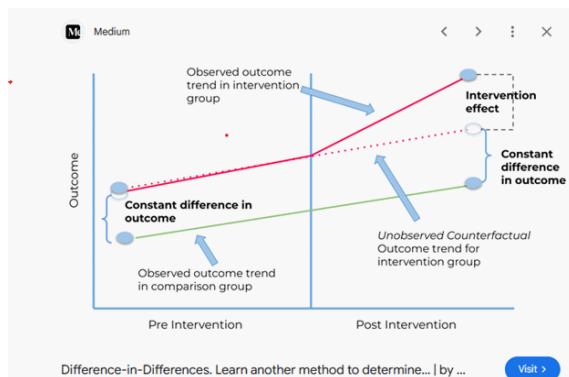 Medium
Observed outcome
trend in intervention
group
Intervention
effect
Constant
difference
in outcome
Outcome
Constant difference in
outcome
Unobserved Counterfactual
Outcome trend for
intervention group
Observed outcome trend
in comparison group
Pre Intervention
Post Intervention
Difference-in-Differences. Learn another method to determine... | by ...
Visit >